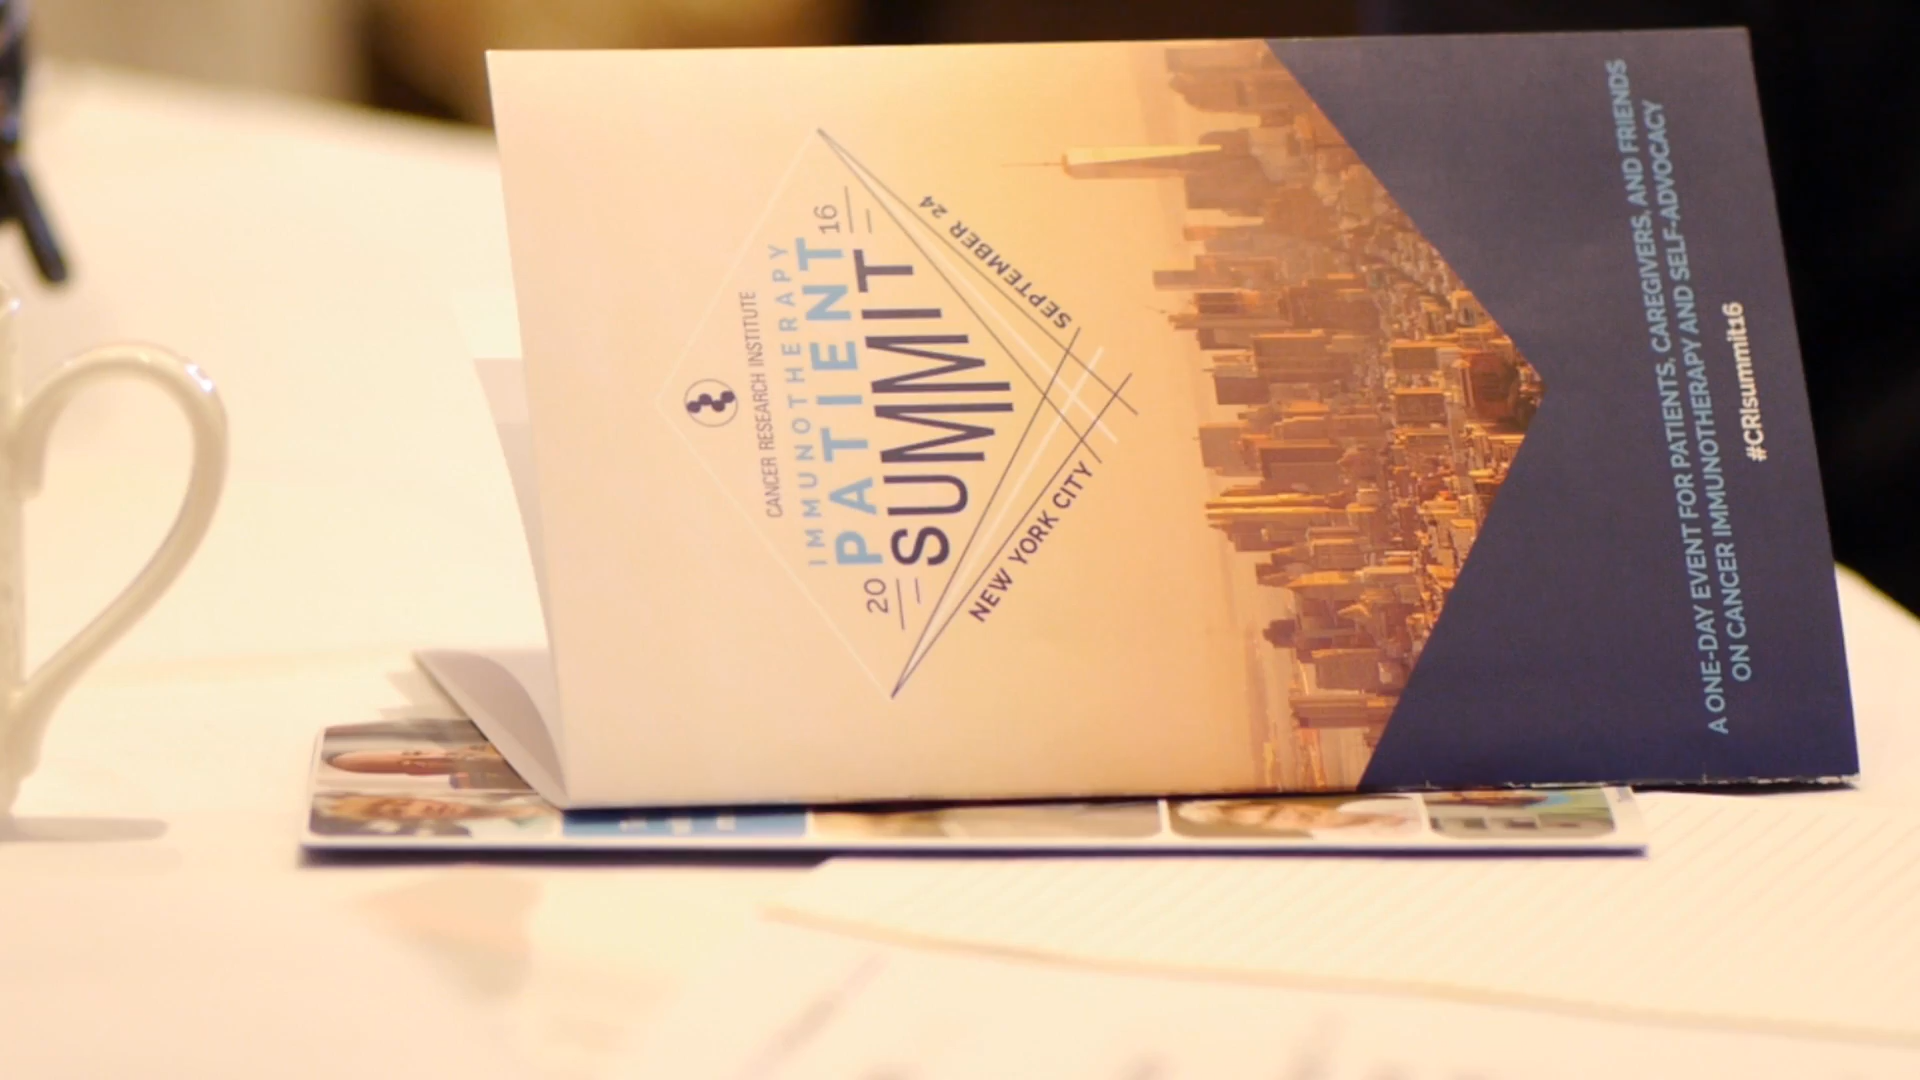 CANCER RESEARCH INSTITUTE
IMMUNOTHERAPY
PATIENT
20 SUMMIT 16
NEW YORK CITY
SEPTEMBER 24
A ONE-DAY EVENT FOR PATIENTS, CAREGIVERS, AND FRIENDS
ON CANCER IMMUNOTHERAPY AND SELF-ADVOCACY
#CRIsummit16